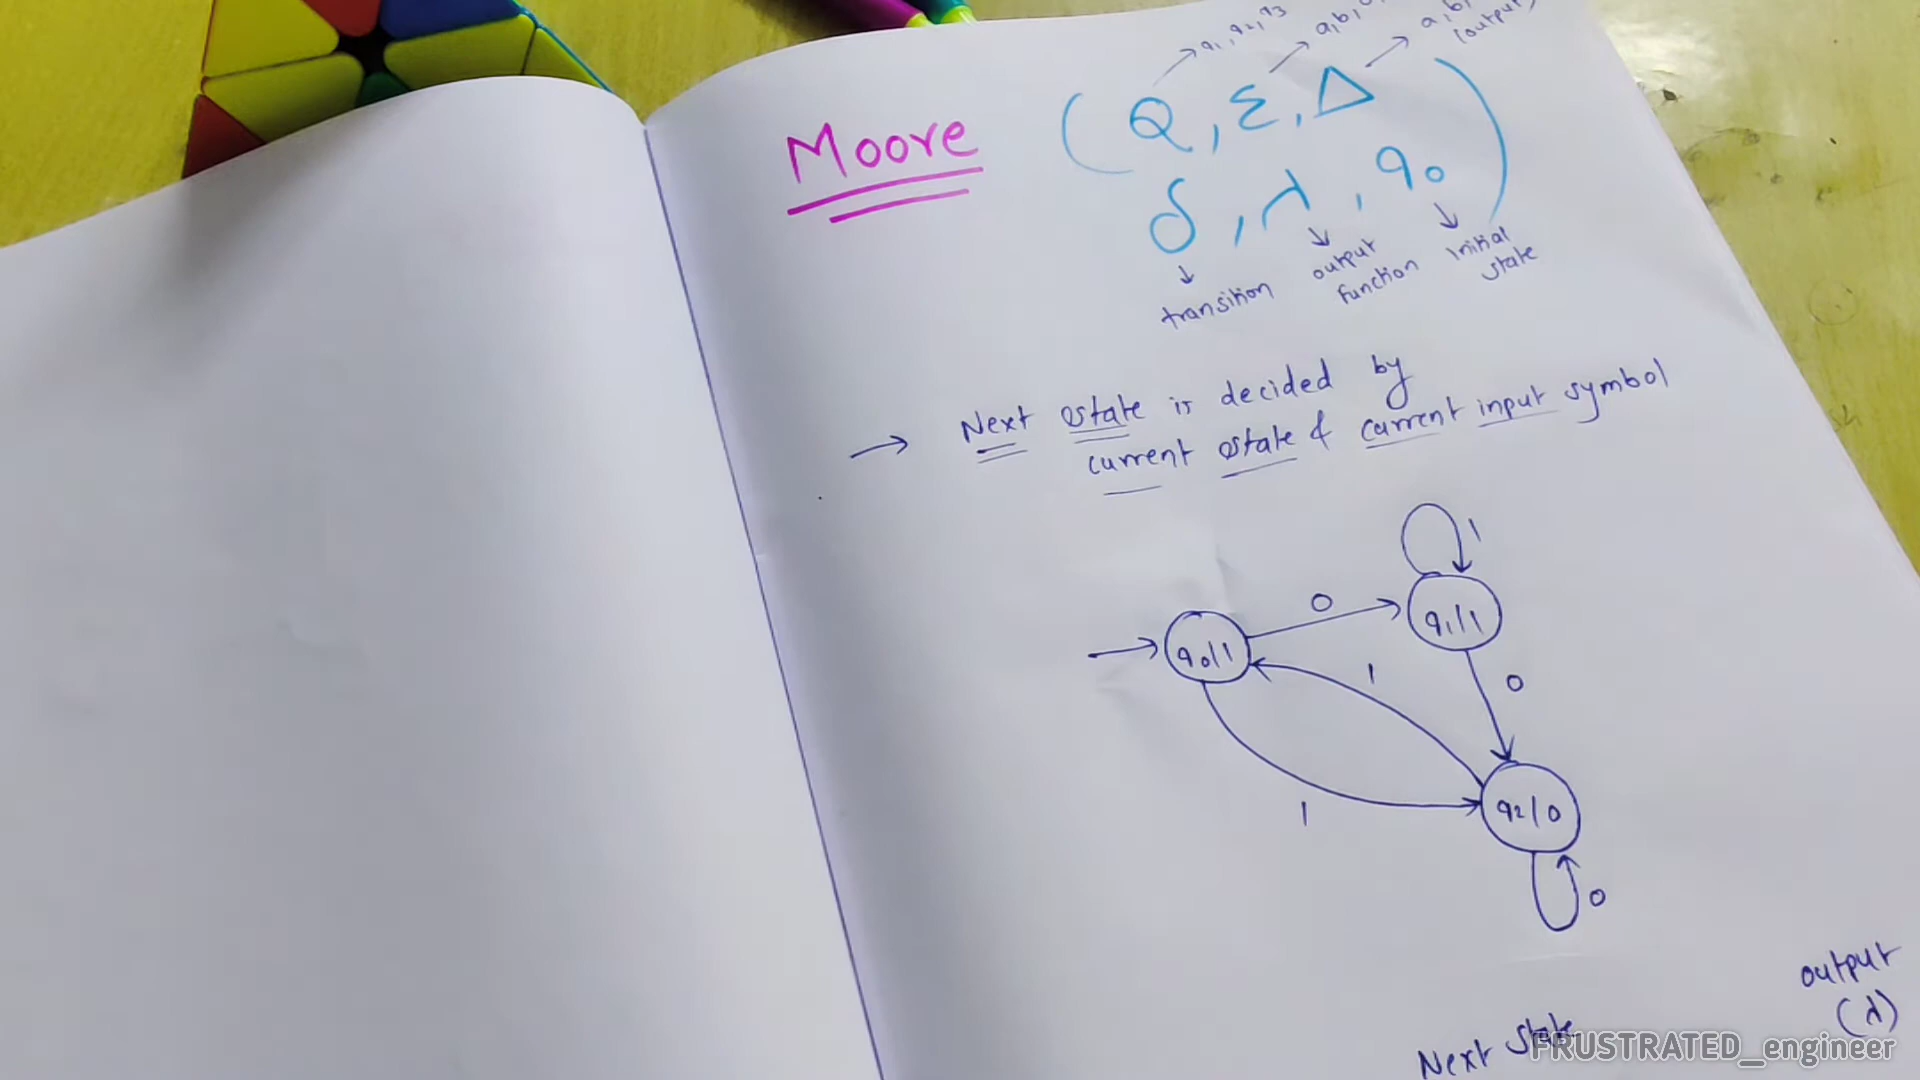 q1, q2, q3
a, b,
a, b,
(output)
Moore
( Q, Σ, Δ
δ, λ, q0 )
transition
output
function
initial
state
→ Next state is decided by
current state & current input symbol
1
0
q0/1
q1/1
1
0
1
q2/0
0
output
(λ)
Next state
FRUSTRATED_engineer